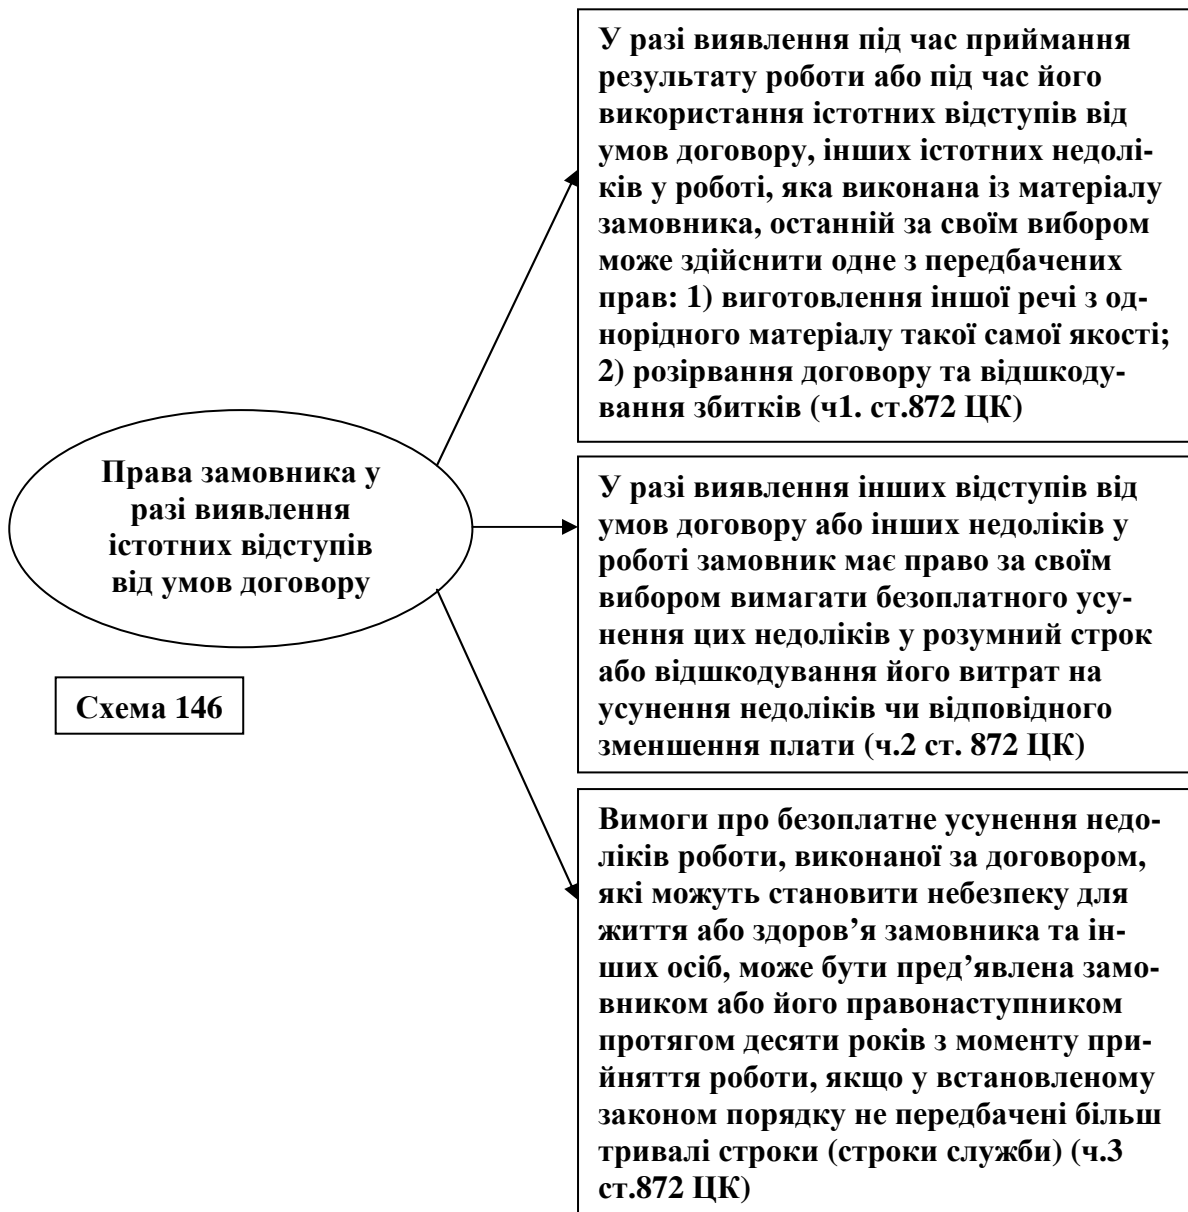 У разі виявлення під час приймання
результату роботи або під час його
використання істотних відступів від
умов договору, інших істотних недолі-
ків у роботі, яка виконана із матеріалу
замовника, останній за своїм вибором
може здійснити одне з передбачених
прав: 1) виготовлення іншої речі з од-
норідного матеріалу такої самої якості;
2) розірвання договору та відшкоду-
вання збитків (ч1. ст.872 ЦК)
Права замовника у
разі виявлення
істотних відступів
від умов договору
У разі виявлення інших відступів від
умов договору або інших недоліків у
роботі замовник має право за своїм
вибором вимагати безоплатного усу-
нення цих недоліків у розумний строк
або відшкодування його витрат на
усунення недоліків чи відповідного
зменшення плати (ч.2 ст. 872 ЦК)
Схема 146
Вимоги про безоплатне усунення недо-
ліків роботи, виконаної за договором,
які можуть становити небезпеку для
життя або здоров’я замовника та ін-
ших осіб, може бути пред’явлена замо-
вником або його правонаступником
протягом десяти років з моменту при-
йняття роботи, якщо у встановленому
законом порядку не передбачені більш
тривалі строки (строки служби) (ч.3
ст.872 ЦК)